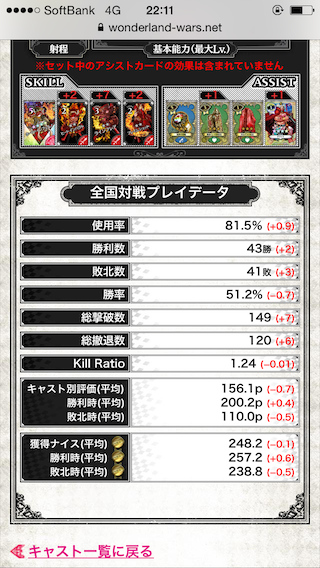 SoftBank 4G 22:11
wonderland-wars.net
射程 基本能力(最大Lv.)
※セット中のアシストカードの効果は含まれていません
SKILL ASSIST
+2 +7 +2 +1 +1
全国対戦プレイデータ
使用率 81.5% (+0.9)
勝利数 43勝 (+2)
敗北数 41敗 (+3)
勝率 51.2% (-0.7)
総撃破数 149 (+7)
総撤退数 120 (+6)
Kill Ratio 1.24 (-0.01)
キャスト別評価(平均) 156.1p (-0.7)
勝利時(平均) 200.2p (+0.4)
敗北時(平均) 110.0p (-0.5)
獲得ナイス(平均) 248.2 (-0.1)
勝利時(平均) 257.2 (+0.6)
敗北時(平均) 238.8 (-0.5)
キャスト一覧に戻る